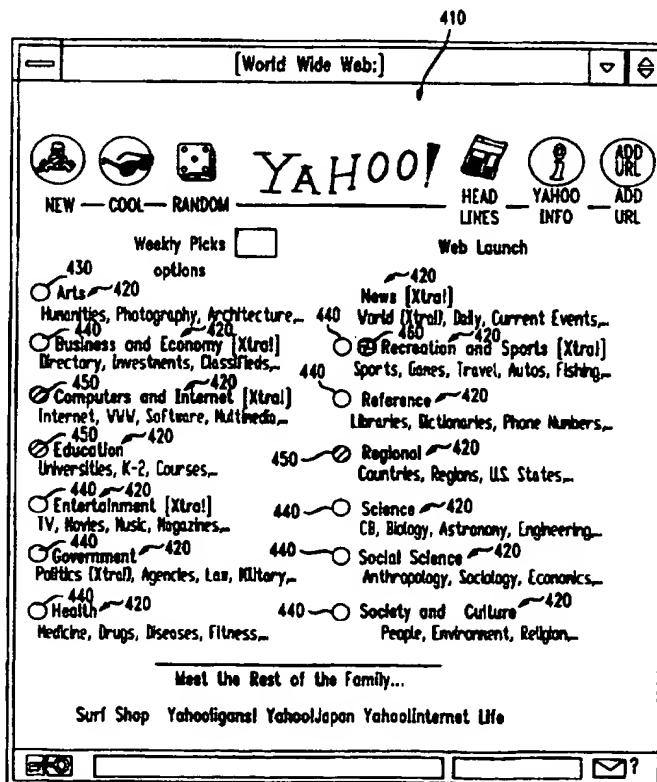 410
[World Wide Web:]
YAHOO!
ADD URL
NEW — COOL — RANDOM
HEAD LINES — YAHOO INFO — ADD URL
Weekly Picks
Web Launch
options
430
Arts 420
Humanities, Photography, Architecture,...
440 420
Business and Economy [Xtra!]
Directory, Investments, Classifieds,...
450 420
Computers and Internet [Xtra!]
Internet, WWW, Software, Multimedia,...
450 420
Education
Universities, K-2, Courses,...
440 420
Entertainment [Xtra!]
TV, Movies, Music, Magazines,...
440 420
Government
Politics [Xtra!], Agencies, Law, Military,...
440
Health 420
Medicine, Drugs, Diseases, Fitness,...
420
News [Xtra!]
World [Xtra!], Daily, Current Events,...
440 460 420
Recreation and Sports [Xtra!]
Sports, Games, Travel, Autos, Fishing,...
440
Reference 420
Libraries, Dictionaries, Phone Numbers,...
450 Regional 420
Countries, Regions, U.S. States,...
440 Science 420
CB, Biology, Astronomy, Engineering,...
440 Social Science 420
Anthropology, Sociology, Economics,...
440 Society and Culture 420
People, Environment, Religion,...
Meet the Rest of the Family...
Surf Shop Yahooligans! Yahoo!Japan Yahoo!internet Life
?